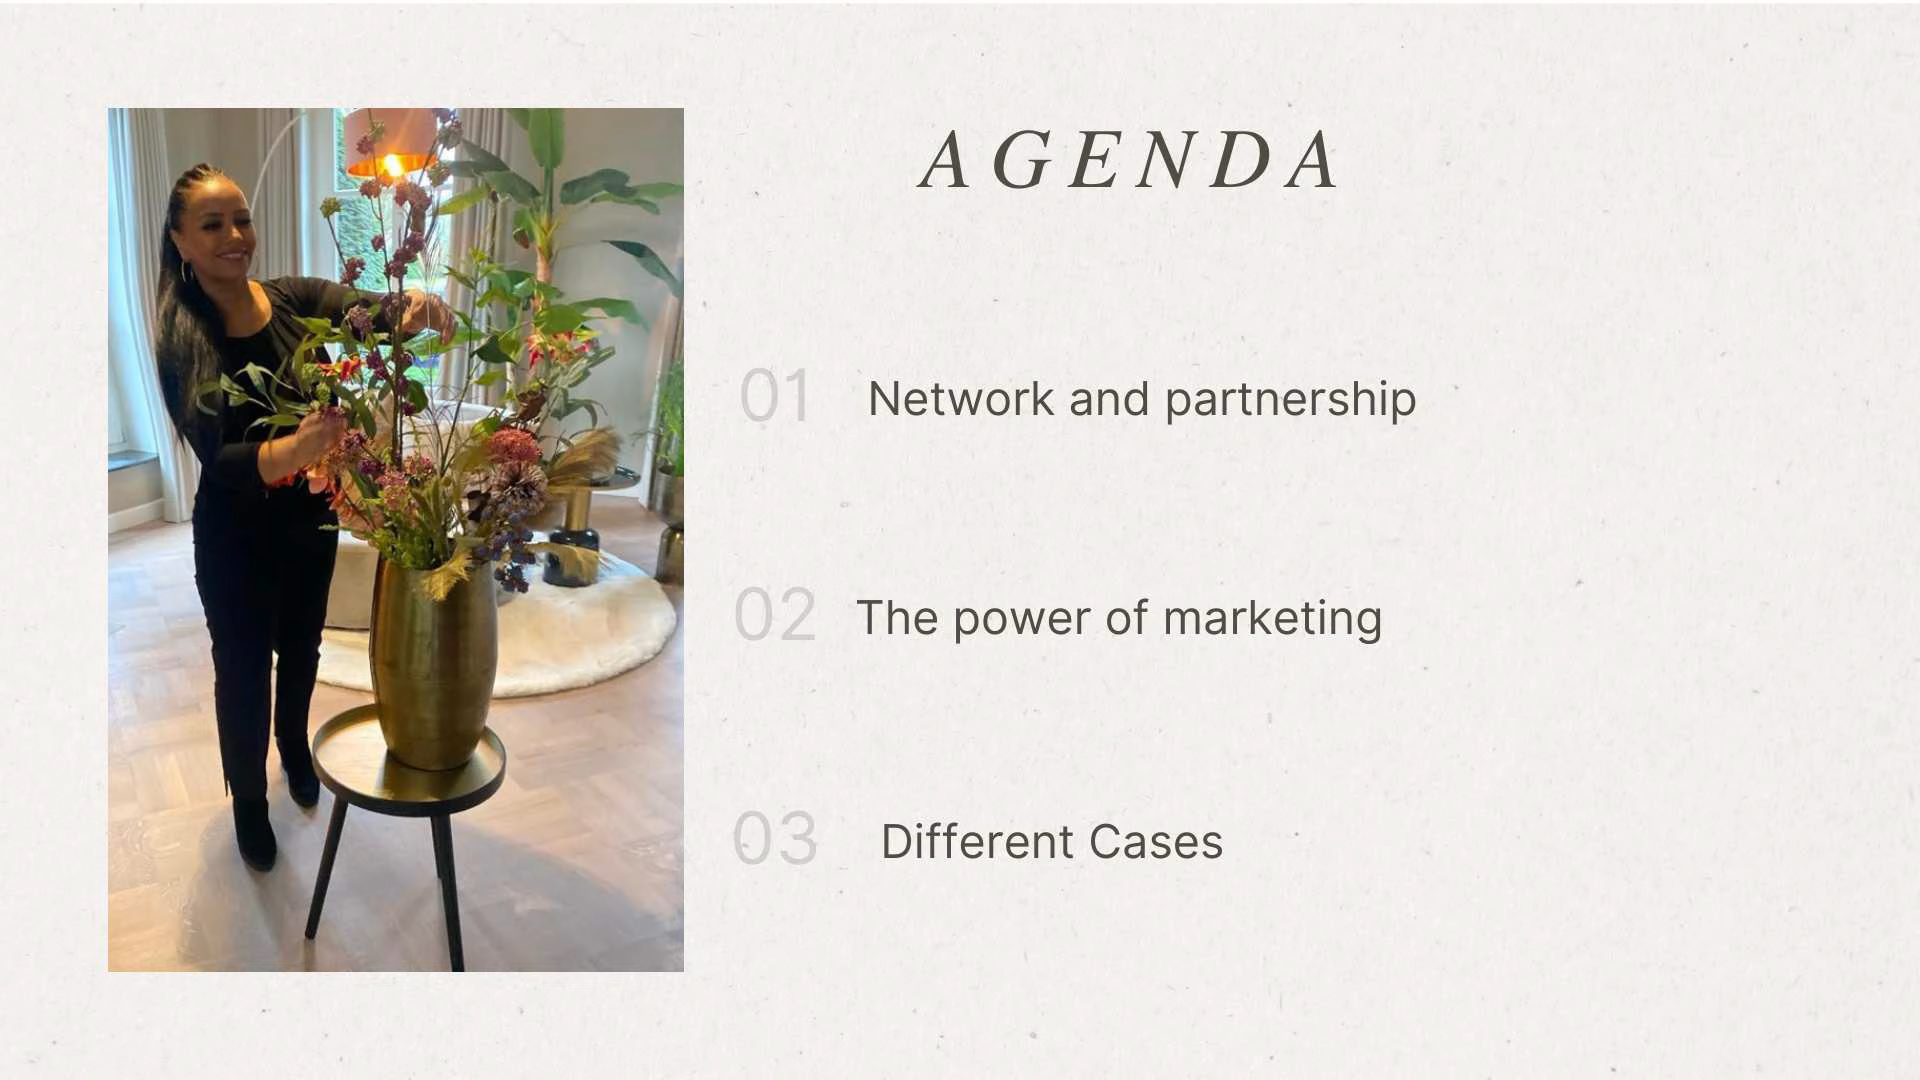 AGENDA
01 Network and partnership
02 The power of marketing
03 Different Cases